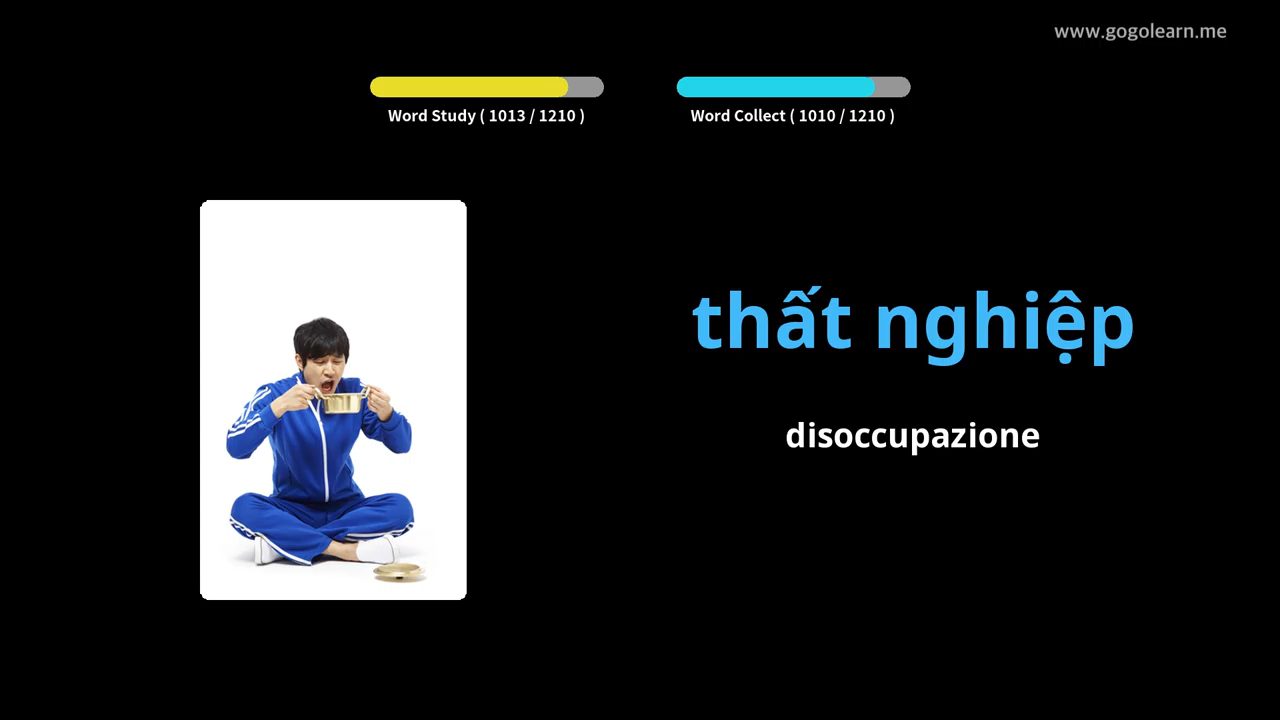 www.gogolearn.me
Word Study ( 1013 / 1210 )
Word Collect ( 1010 / 1210 )
thất nghiệp
disoccupazione